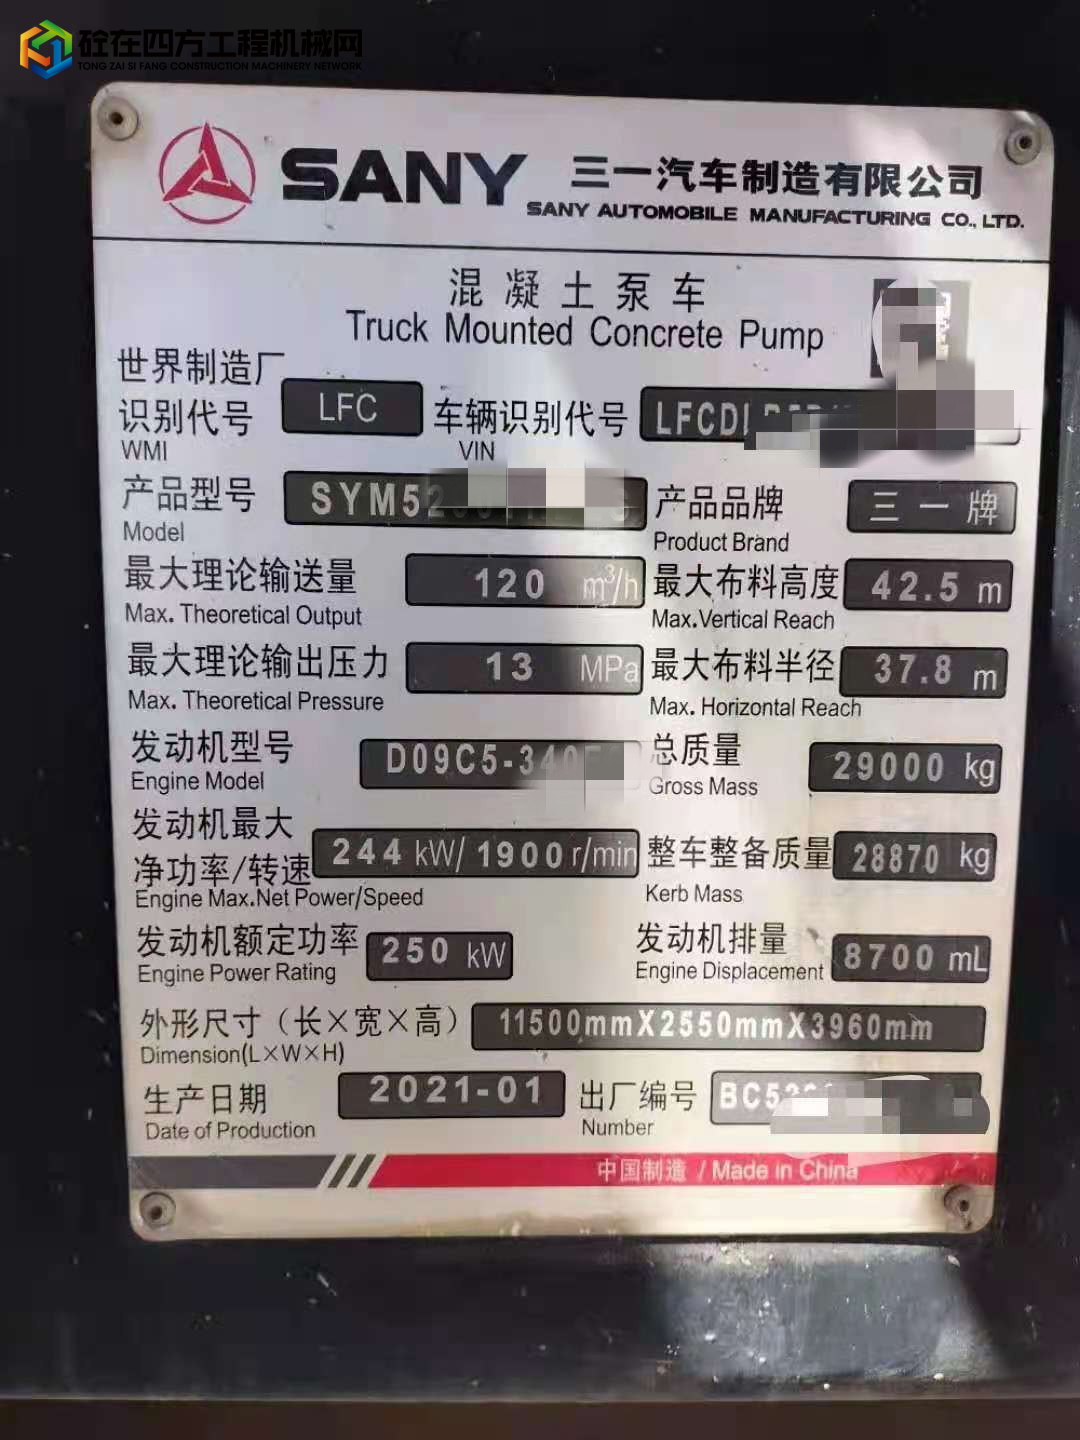 砼在四方工程机械网
TONG ZAI SI FANG CONSTRUCTION MACHINERY NETWORK
SANY 三一汽车制造有限公司
SANY AUTOMOBILE MANUFACTURING CO., LTD.
混凝土泵车
Truck Mounted Concrete Pump
世界制造厂
识别代号 LFC 车辆识别代号 LFCD
WMI VIN
产品型号 SYM5 产品品牌 三一牌
Model Product Brand
最大理论输送量 120 m³/h 最大布料高度 42.5 m
Max. Theoretical Output Max.Vertical Reach
最大理论输出压力 13 MPa 最大布料半径 37.8 m
Max. Theoretical Pressure Max. Horizontal Reach
发动机型号 D09C5-340 总质量 29000 kg
Engine Model Gross Mass
发动机最大
净功率/转速 244 kW/ 1900 r/min 整车整备质量 28870 kg
Engine Max.Net Power/Speed Kerb Mass
发动机额定功率 250 kW 发动机排量 8700 mL
Engine Power Rating Engine Displacement
外形尺寸（长×宽×高） 11500mmX2550mmX3960mm
Dimension(L×W×H)
生产日期 2021-01 出厂编号 BC52
Date of Production Number
中国制造 / Made in China